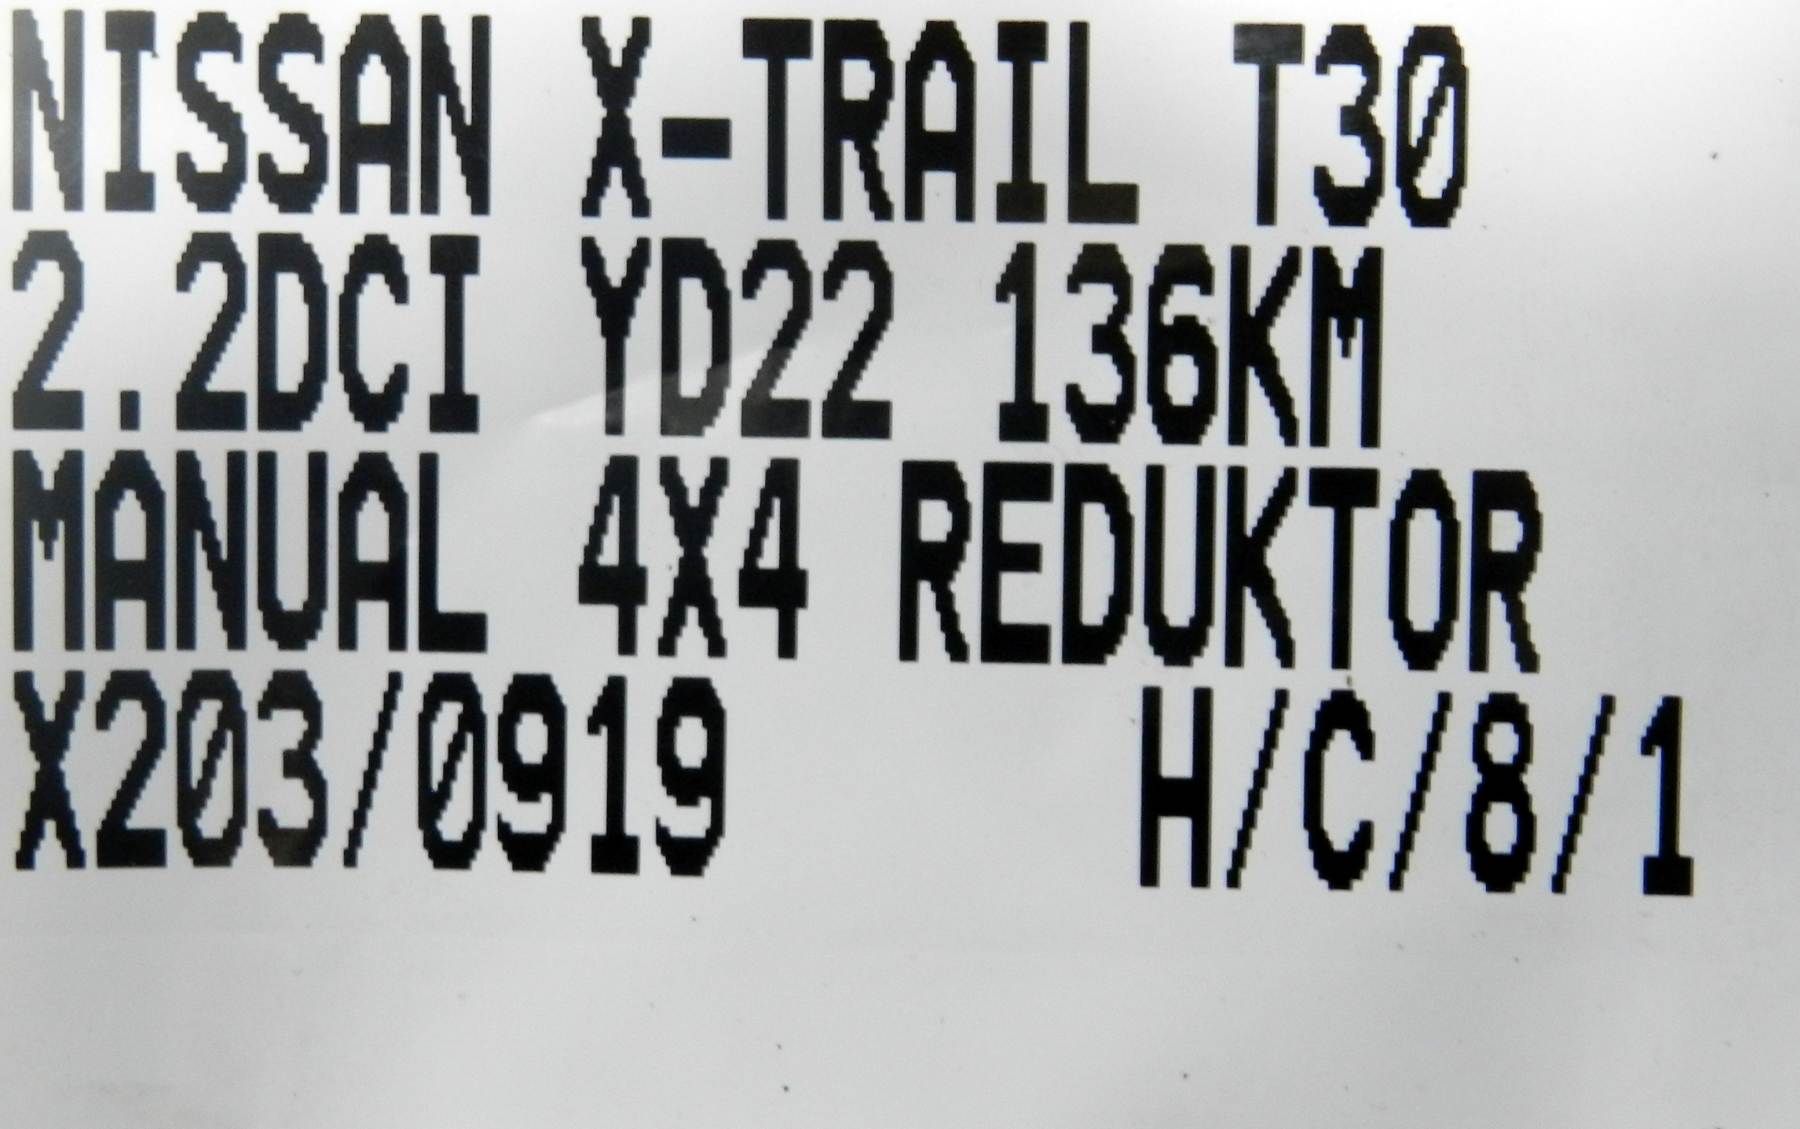 NISSAN X-TRAIL T30
2.2DCI YD22 136KM
MANUAL 4X4 REDUKTOR
X203/0919 H/C/8/1